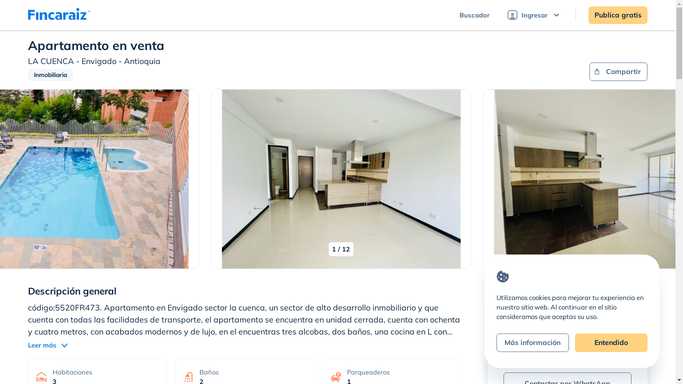 Fincaraiz
Buscador
Ingresar
Publica gratis
Apartamento en venta
LA CUENCA - Envigado - Antioquia
Inmobiliaria
Compartir
1 / 12
Descripción general
código:5520FR473. Apartamento en Envigado sector la cuenca, un sector de alto desarrollo inmobiliario y que
cuenta con todas las facilidades de transporte, el apartamento se encuentra en unidad cerrada, cuenta con ochenta
y cuatro metros, con acabados modernos y de lujo, en el encuentras tres alcobas, dos baños, una cocina en L con...
Leer más
Habitaciones
3
Baños
2
Parqueaderos
1
Utilizamos cookies para mejorar tu experiencia en
nuestro sitio web. Al continuar en el sitio
consideramos que aceptas su uso.
Más información
Entendido
Contactar por WhatsApp